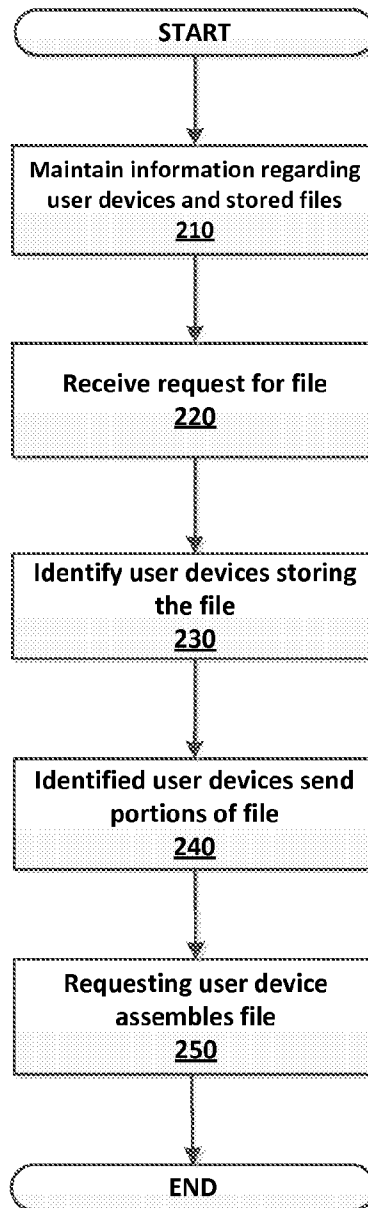 START
Maintain information regarding
user devices and stored files
210
Receive request for file
220
Identify user devices storing
the file
230
Identified user devices send
portions of file
240
Requesting user device
assembles file
250
END